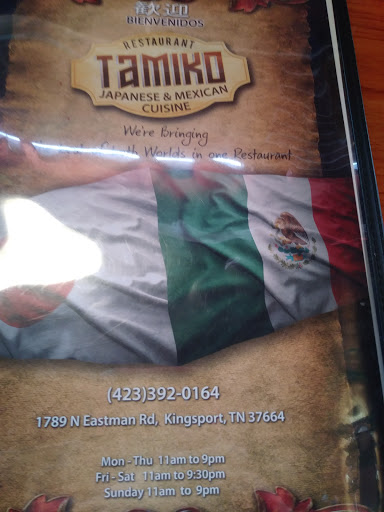 歓迎
BIENVENIDOS
RESTAURANT
TAMIKO
JAPANESE & MEXICAN
CUISINE
We're Bringing
Worlds in one Restaurant
(423)392-0164
1789 N Eastman Rd, Kingsport, TN 37664
Mon - Thu 11am to 9pm
Fri - Sat 11am to 9:30pm
Sunday 11am to 9pm